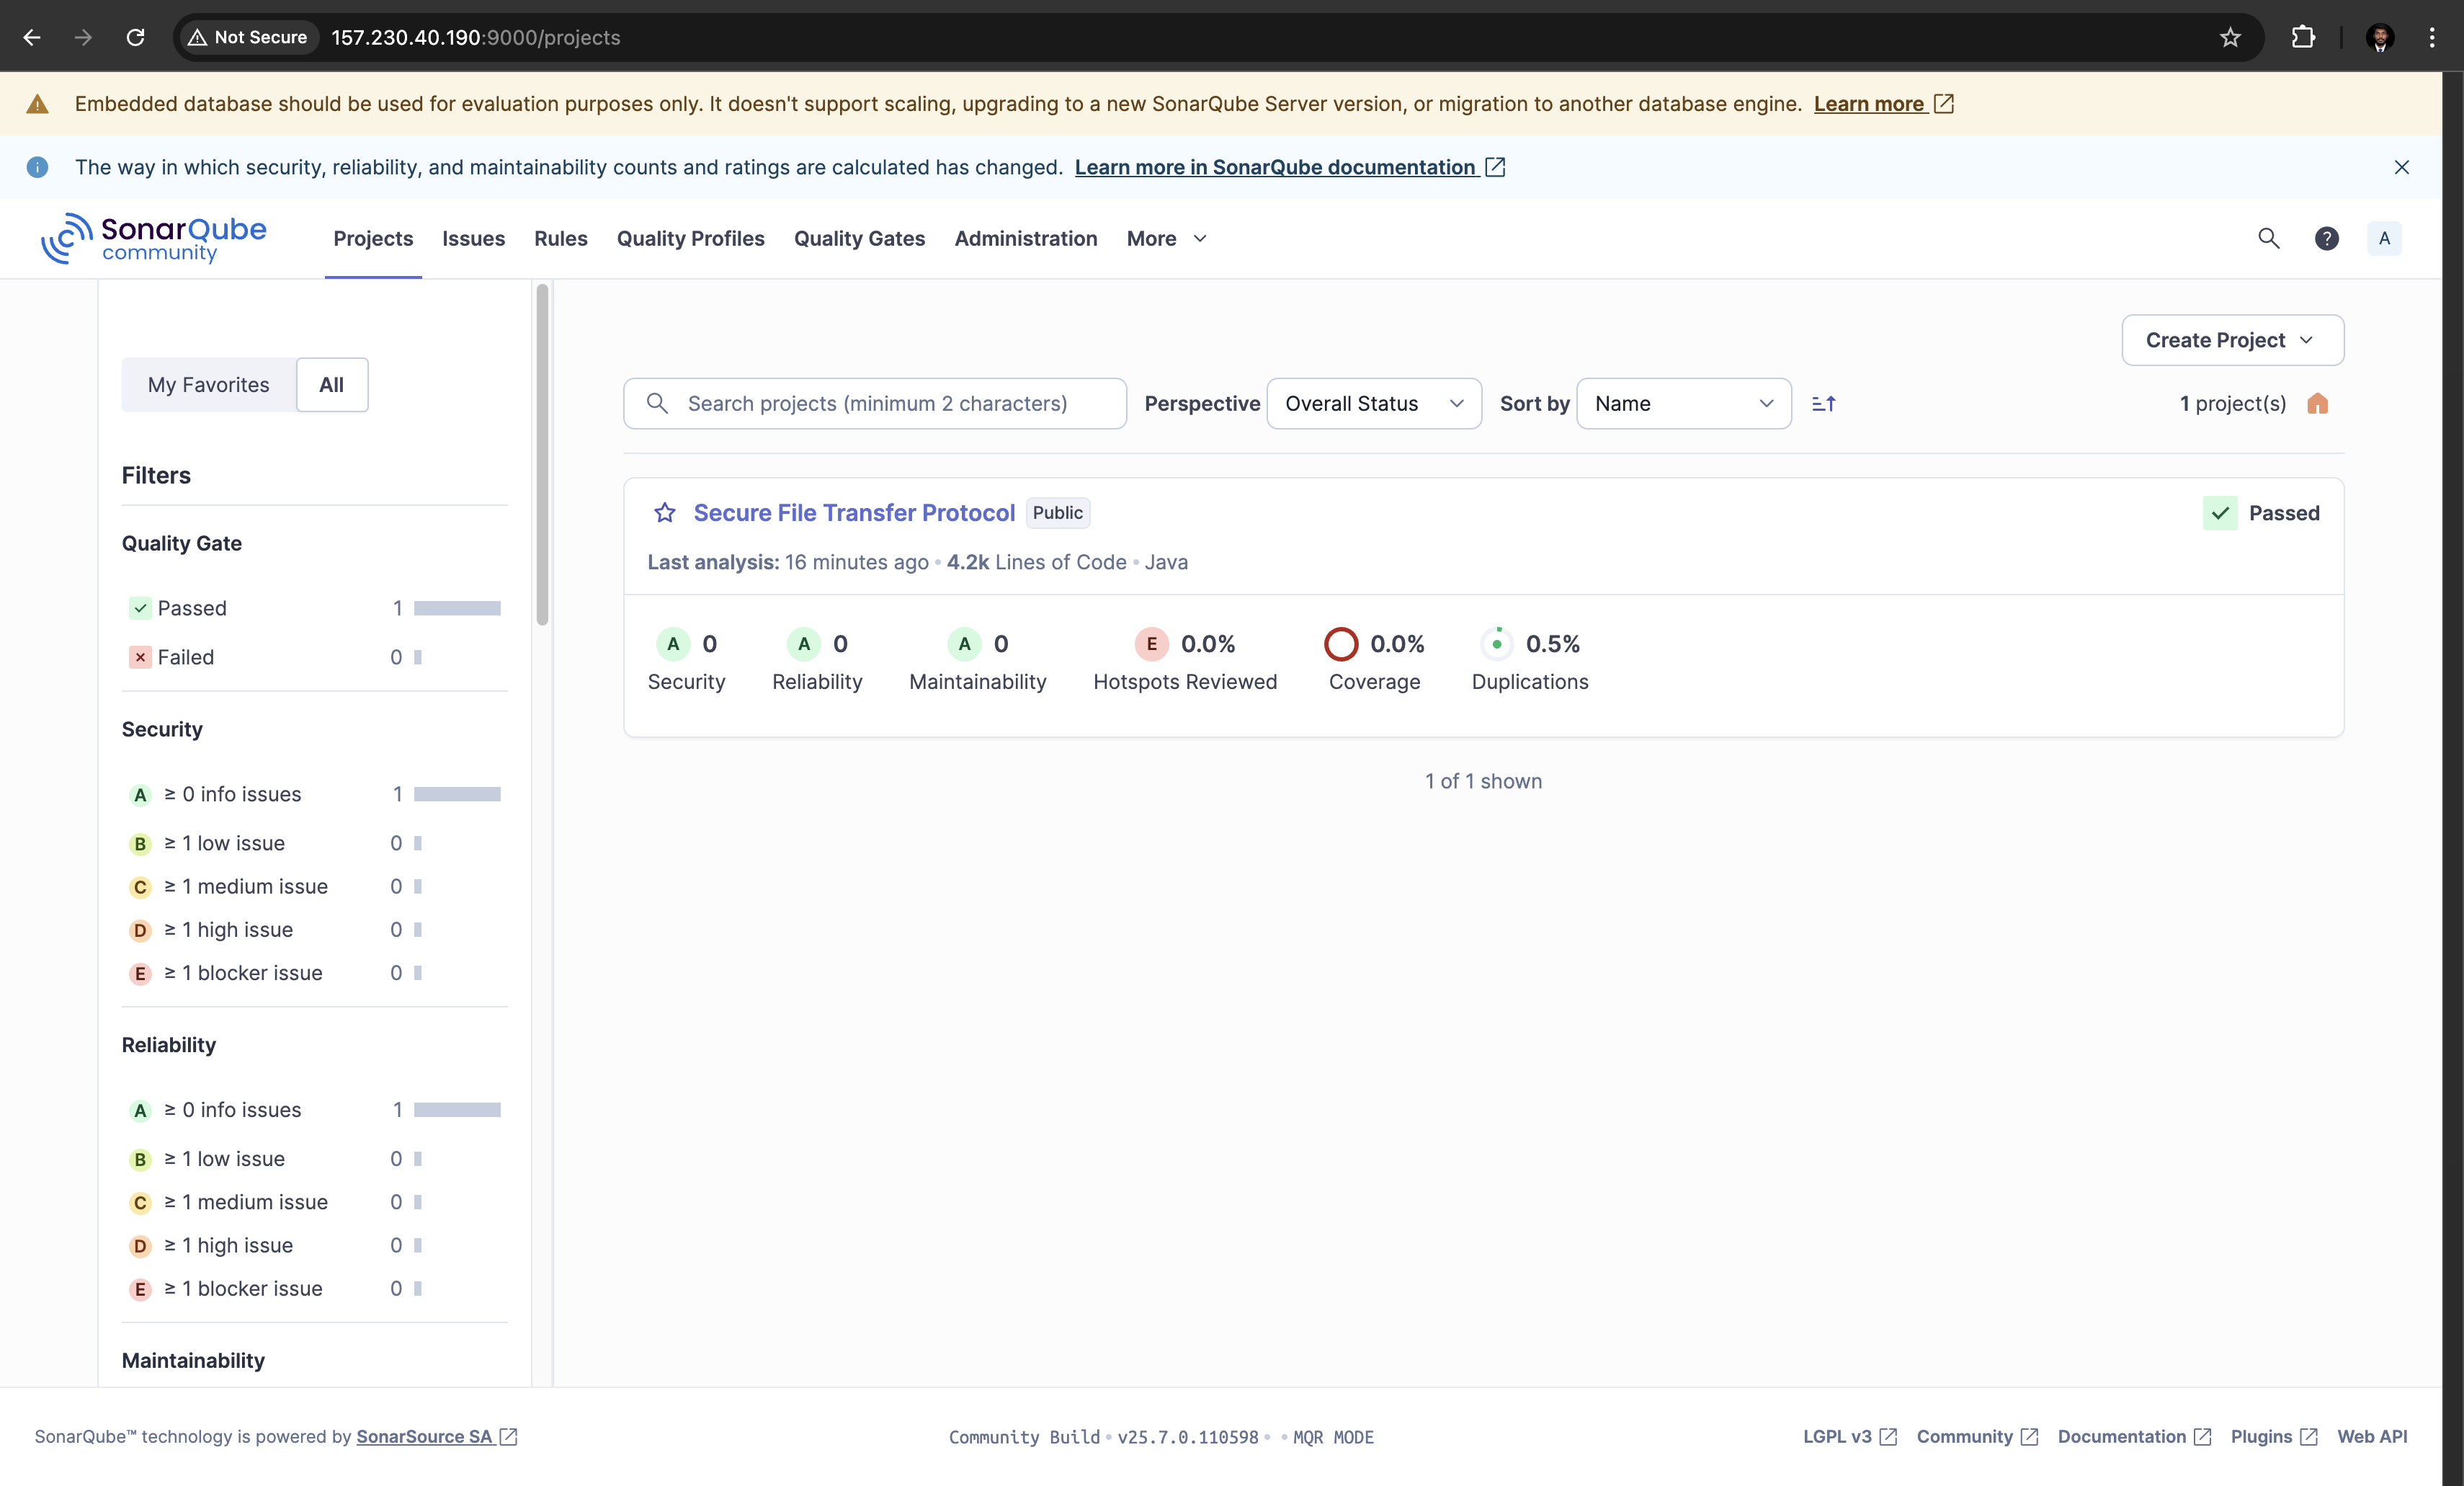 Not Secure 157.230.40.190:9000/projects
Embedded database should be used for evaluation purposes only. It doesn't support scaling, upgrading to a new SonarQube Server version, or migration to another database engine. Learn more
The way in which security, reliability, and maintainability counts and ratings are calculated has changed. Learn more in SonarQube documentation
SonarQube community
Projects Issues Rules Quality Profiles Quality Gates Administration More ? A
My Favorites All
Filters
Quality Gate
Passed 1
Failed 0
Security
A ≥ 0 info issues 1
B ≥ 1 low issue 0
C ≥ 1 medium issue 0
D ≥ 1 high issue 0
E ≥ 1 blocker issue 0
Reliability
A ≥ 0 info issues 1
B ≥ 1 low issue 0
C ≥ 1 medium issue 0
D ≥ 1 high issue 0
E ≥ 1 blocker issue 0
Maintainability
Create Project
Search projects (minimum 2 characters) Perspective Overall Status Sort by Name 1 project(s)
Secure File Transfer Protocol Public Passed
Last analysis: 16 minutes ago • 4.2k Lines of Code • Java
A 0 A 0 A 0 E 0.0% 0.0% 0.5%
Security Reliability Maintainability Hotspots Reviewed Coverage Duplications
1 of 1 shown
SonarQube™ technology is powered by SonarSource SA
Community Build • v25.7.0.110598 • • MQR MODE
LGPL v3 Community Documentation Plugins Web API